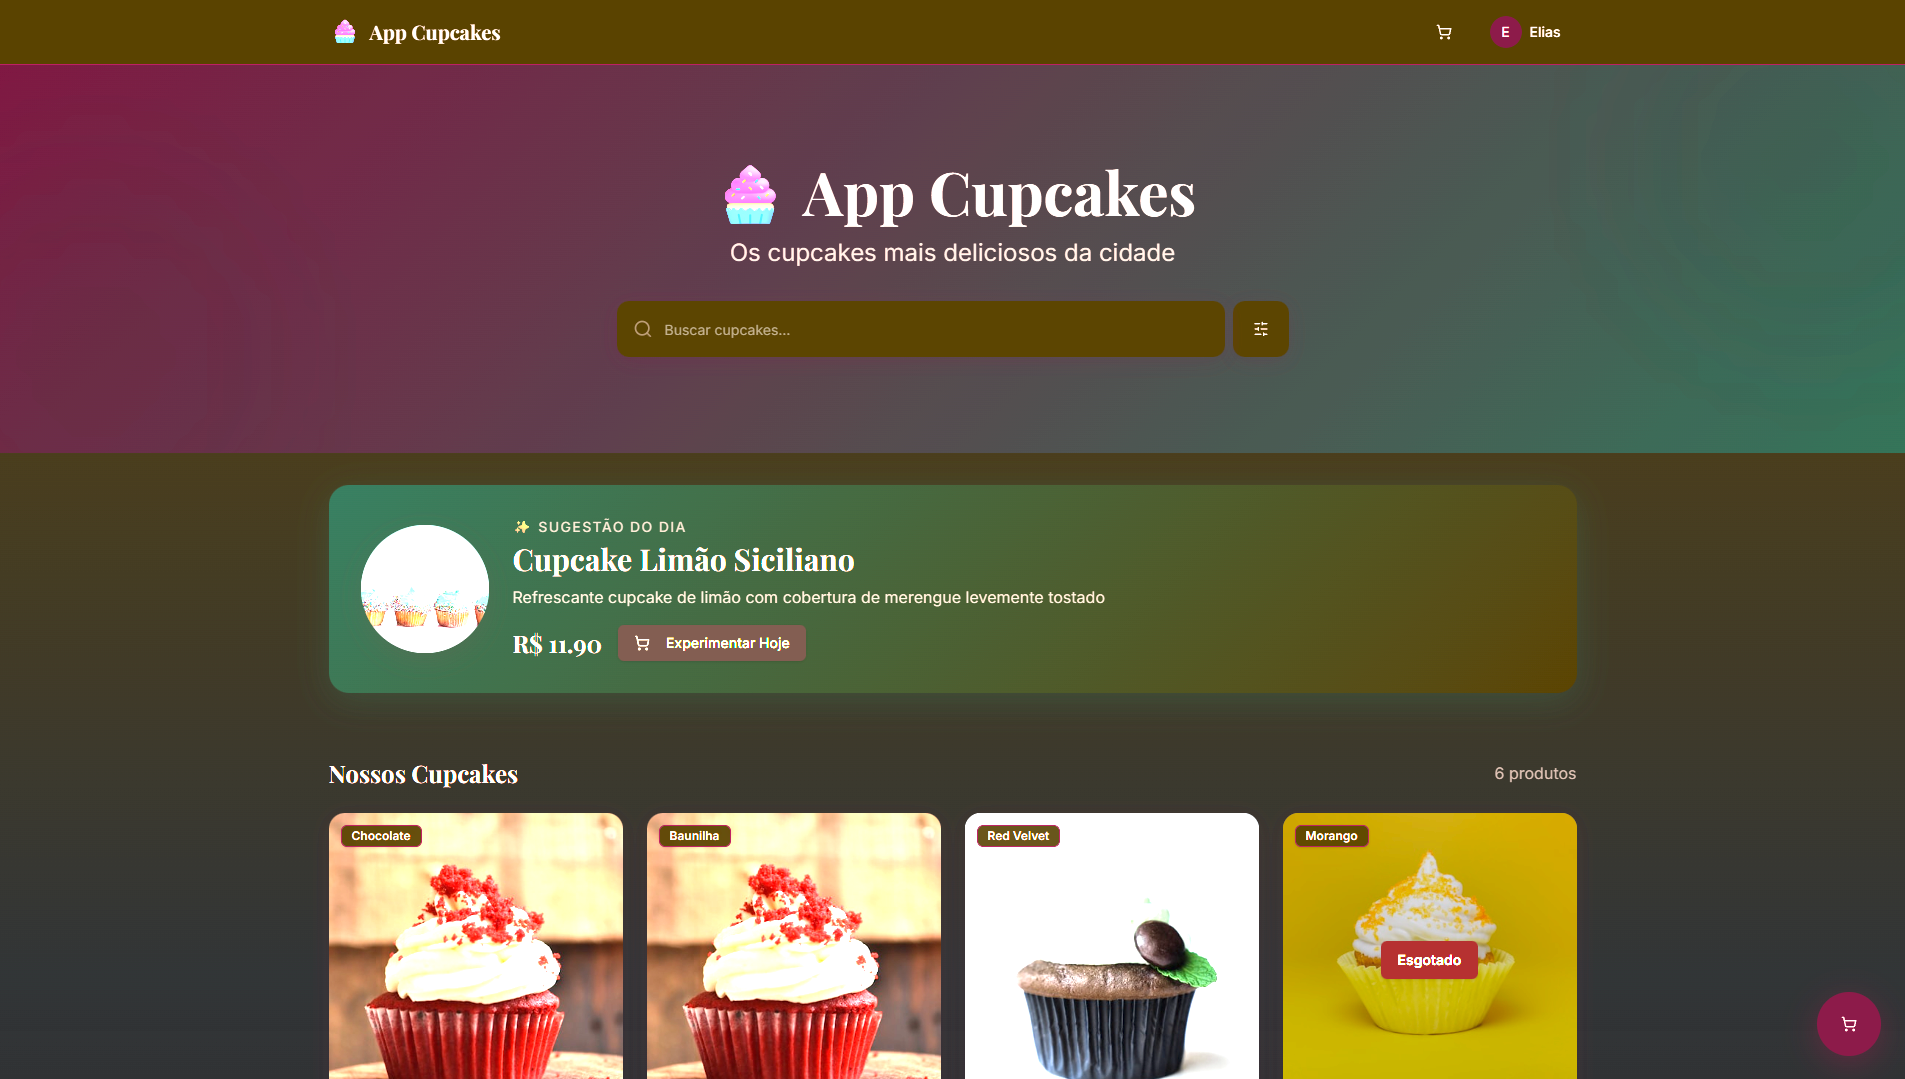 App Cupcakes
E Elias
App Cupcakes
Os cupcakes mais deliciosos da cidade
Buscar cupcakes...
✨ SUGESTÃO DO DIA
Cupcake Limão Siciliano
Refrescante cupcake de limão com cobertura de merengue levemente tostado
R$ 11.90
Experimentar Hoje
Nossos Cupcakes
6 produtos
Chocolate
Baunilha
Red Velvet
Morango
Esgotado